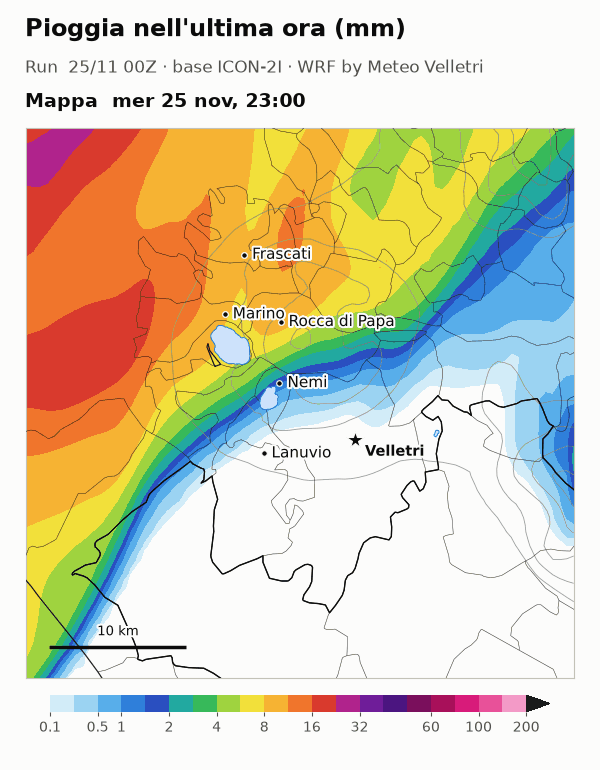 Pioggia nell'ultima ora (mm)
Run  25/11 00Z · base ICON-2I · WRF by Meteo Velletri
Mappa  mer 25 nov, 23:00
Frascati
Marino
Rocca di Papa
Nemi
Velletri
Lanuvio
10 km
0.1 0.5 1 2 4 8 16 32 60 100 200